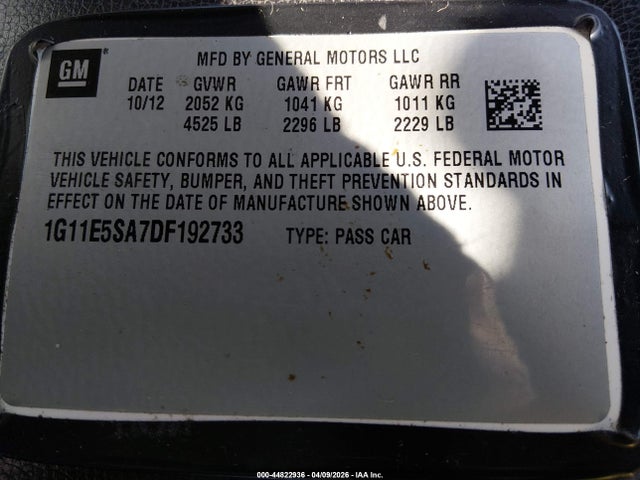 GM
MFD BY GENERAL MOTORS LLC
DATE GVWR GAWR FRT GAWR RR
10/12 2052 KG 1041 KG 1011 KG
4525 LB 2296 LB 2229 LB
THIS VEHICLE CONFORMS TO ALL APPLICABLE U.S. FEDERAL MOTOR
VEHICLE SAFETY, BUMPER, AND THEFT PREVENTION STANDARDS IN
EFFECT ON THE DATE OF MANUFACTURE SHOWN ABOVE.
1G11E5SA7DF192733 TYPE: PASS CAR
000-44822936 - 04/09/2026 - IAA Inc.